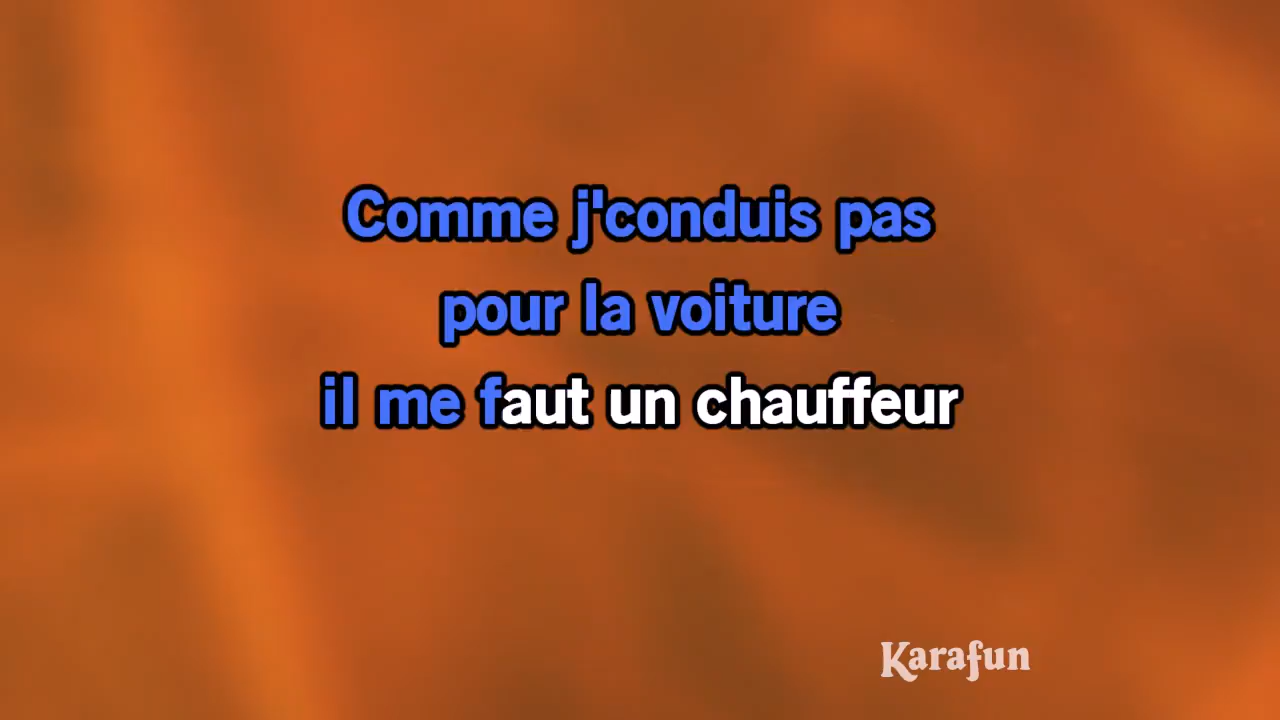 Comme j'conduis pas
pour la voiture
il me faut un chauffeur
Karafun